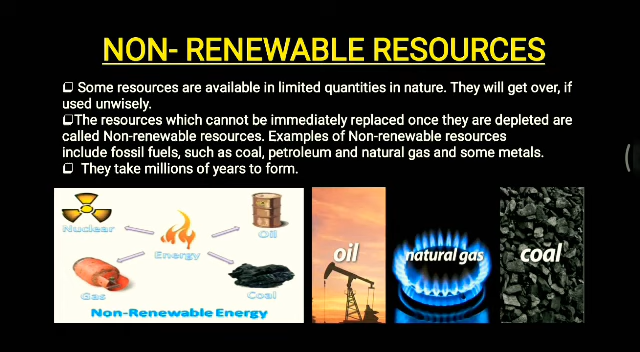 NON- RENEWABLE RESOURCES
❑ Some resources are available in limited quantities in nature. They will get over, if
used unwisely.
❑The resources which cannot be immediately replaced once they are depleted are
called Non-renewable resources. Examples of Non-renewable resources
include fossil fuels, such as coal, petroleum and natural gas and some metals.
❑ They take millions of years to form.
Nuclear
Oil
Energy
Gas
Coal
Non-Renewable Energy
oil
natural gas
coal